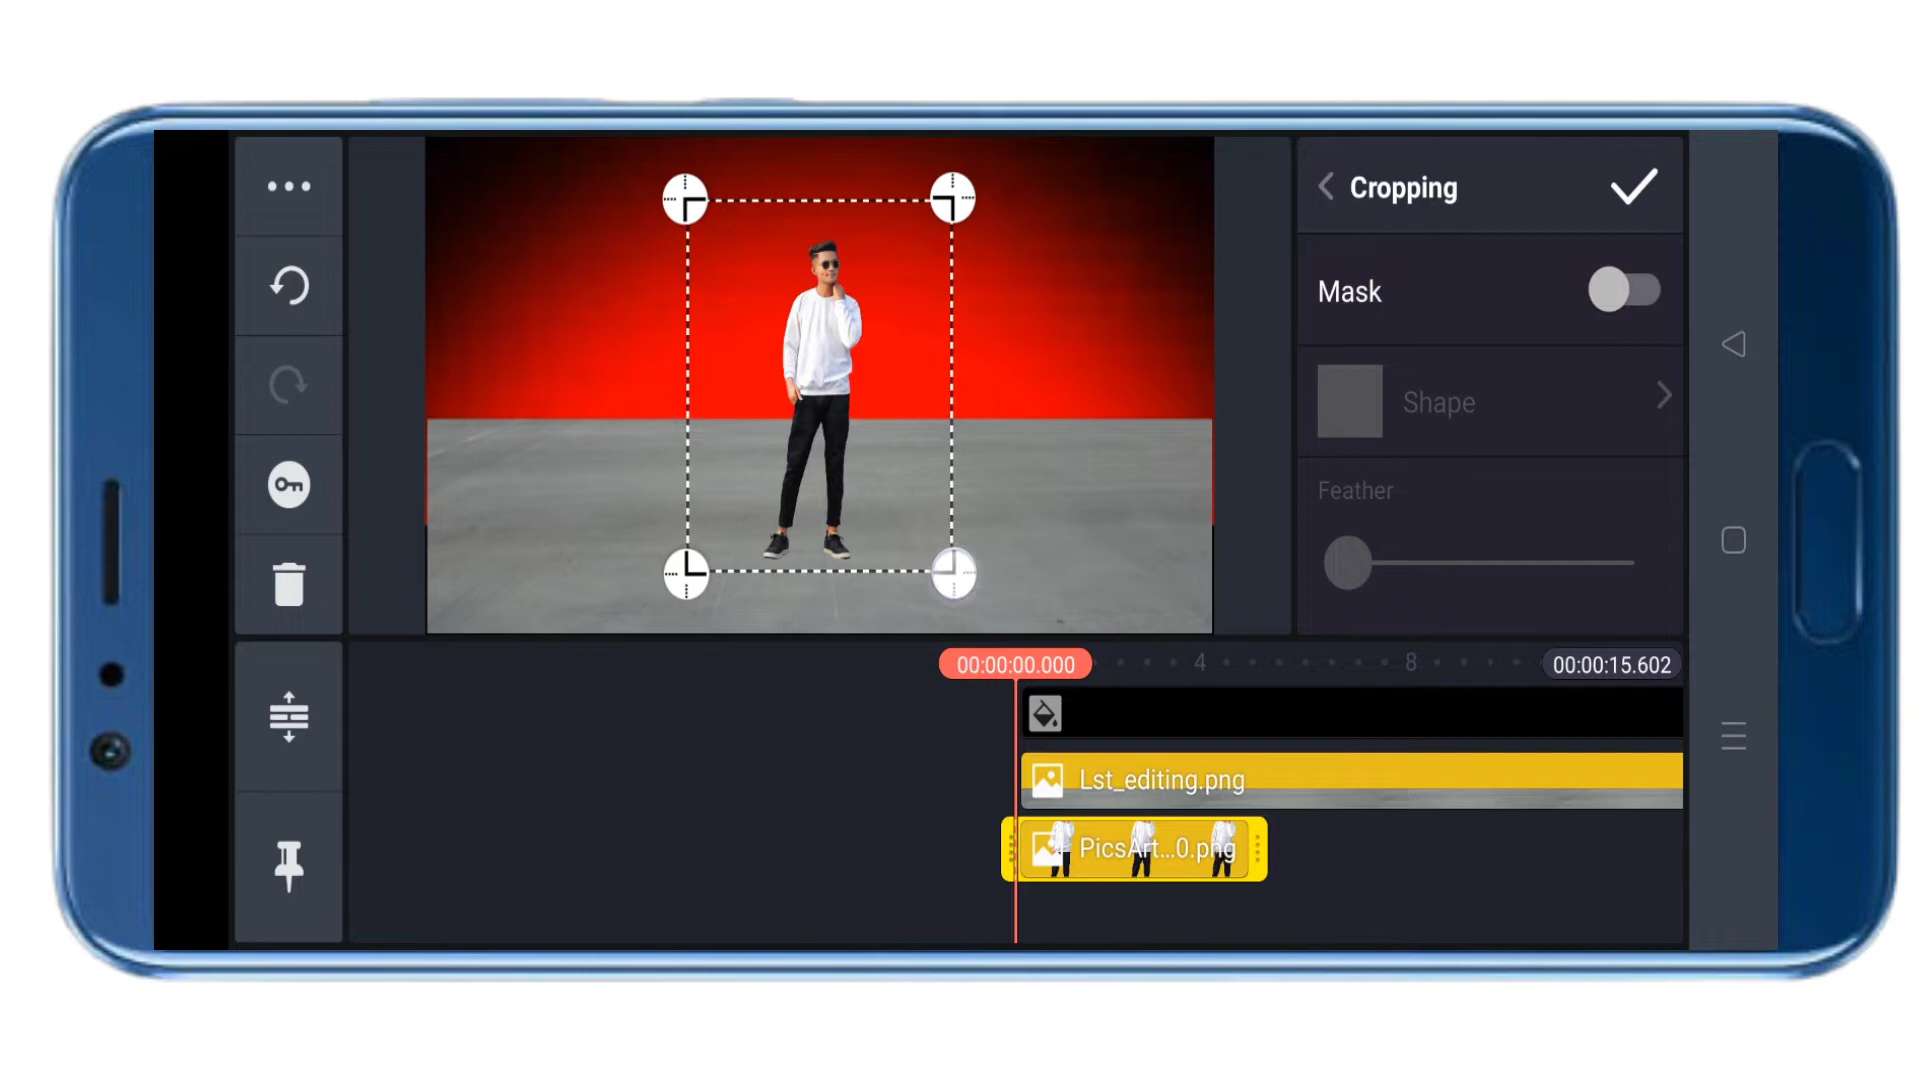 Cropping
Mask
Shape
Feather
00:00:00.000
4
8
00:00:15.602
Lst_editing.png
PicsArt...0.png